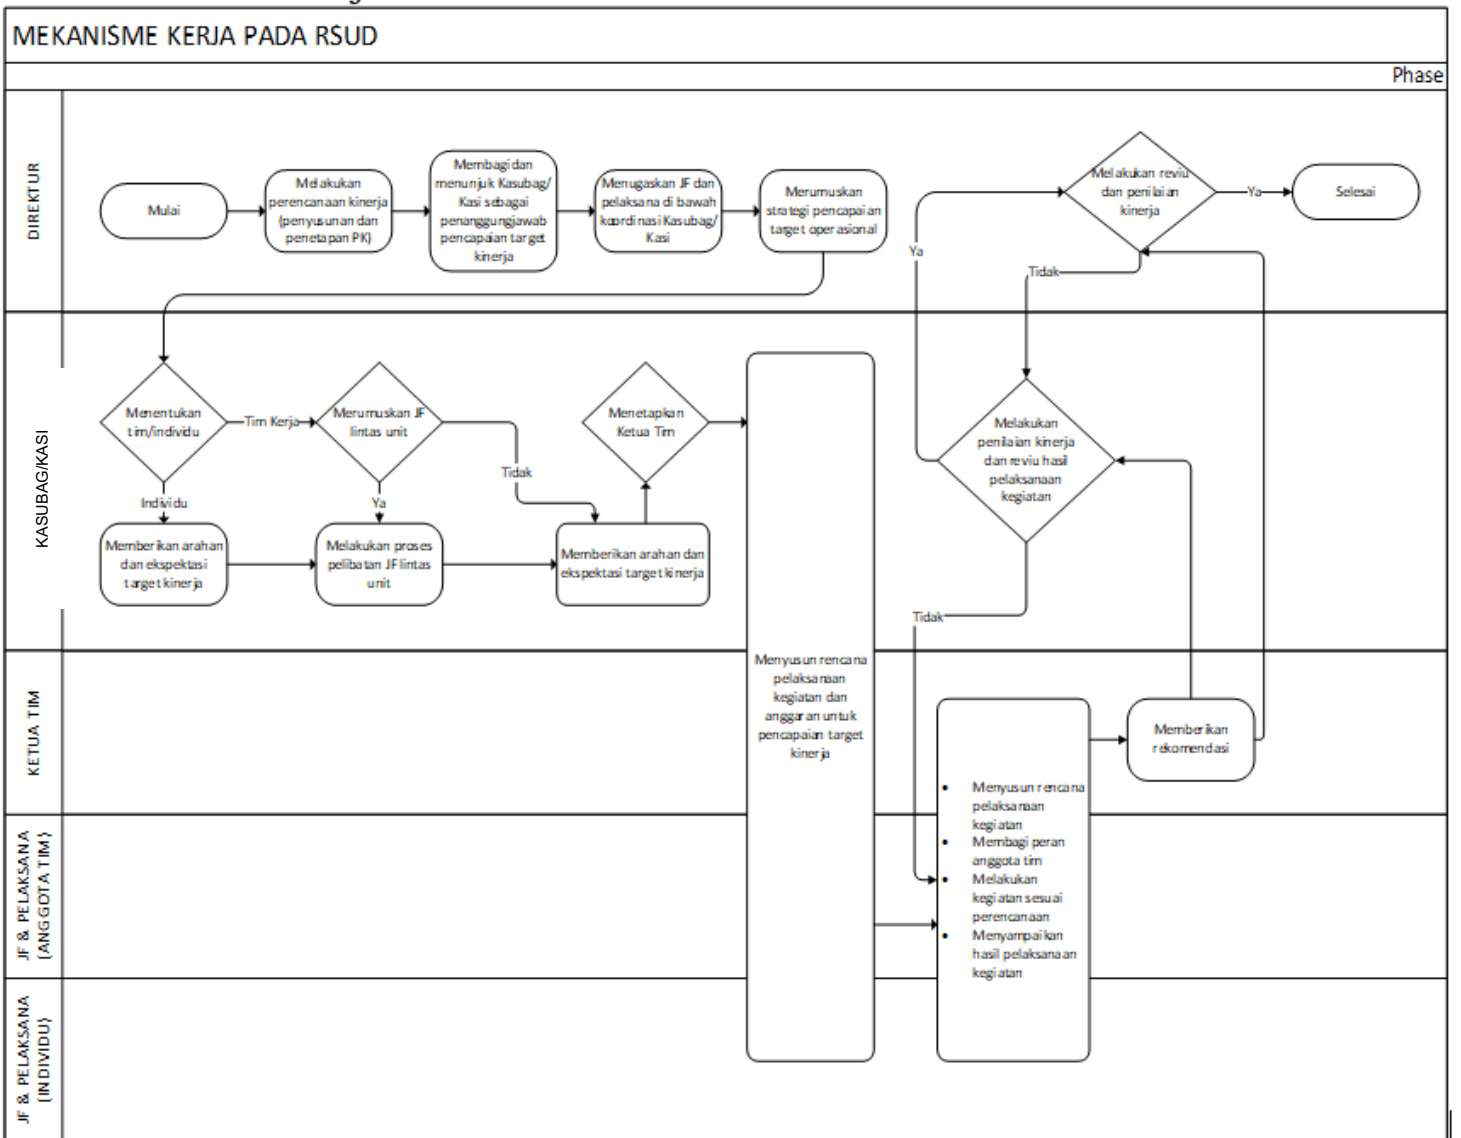 MEKANISME KERJA PADA RSUD
Phase
DIREKTUR
Mulai
Melakukan
perencanaan kinerja
(penyusunan dan
penetapan PK)
Membagi dan
menunjuk Kasubag/
Kasi sebagai
penanggungjawab
pencapaian target
kinerja
Menugaskan JF dan
pelaksana di bawah
koordinasi Kasubag/
Kasi
Merumuskan
strategi pencapaian
target operasional
Melakukan reviu
dan penilaian
kinerja
Ya
Selesai
Ya
Tidak
KASUBAG/KASI
Menentukan
tim/individu
Tim Kerja
Merumuskan JF
lintas unit
Tidak
Menetapkan
Ketua Tim
Individu
Ya
Memberikan arahan
dan ekspektasi
target kinerja
Melakukan proses
pelibatan JF lintas
unit
Memberikan arahan dan
ekspektasi target kinerja
Melakukan
penilaian kinerja
dan reviu hasil
pelaksanaan
kegiatan
Tidak
Menyusun rencana
pelaksanaan
kegiatan dan
anggaran untuk
pencapaian target
kinerja
KETUA TIM
Memberikan
rekomendasi
• Menyusun rencana
pelaksanaan
kegiatan
• Membagi peran
anggota tim
• Melakukan
kegiatan sesuai
perencanaan
• Menyampaikan
hasil pelaksanaan
kegiatan
JF & PELAKSANA
(ANGGOTA TIM)
JF & PELAKSANA
(INDIVIDU)